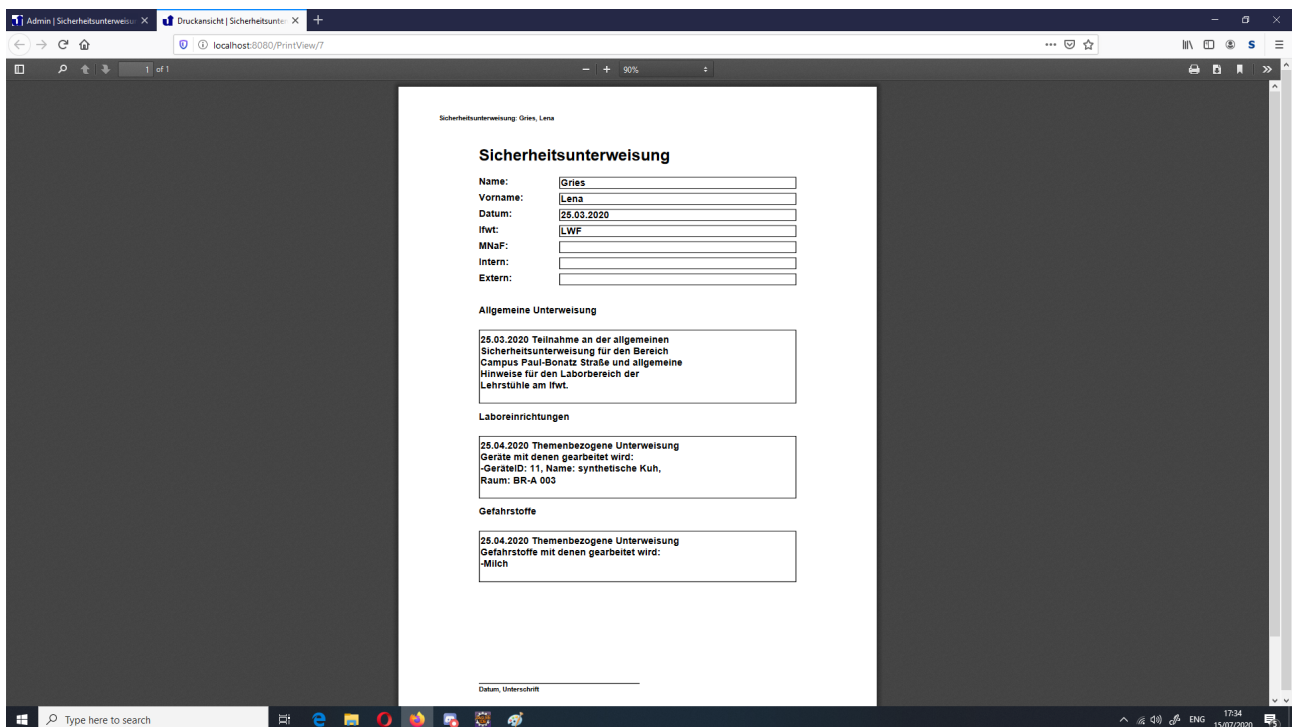 Admin | Sicherheitsunterweisu
Druckansicht | Sicherheitsunte
localhost:8080/PrintView/7
1 of 1
90%
Sicherheitsunterweisung: Gries, Lena
Sicherheitsunterweisung
Name: Gries
Vorname: Lena
Datum: 25.03.2020
lfwt: LWF
MNaF:
Intern:
Extern:
Allgemeine Unterweisung
25.03.2020 Teilnahme an der allgemeinen
Sicherheitsunterweisung für den Bereich
Campus Paul-Bonatz Straße und allgemeine
Hinweise für den Laborbereich der
Lehrstühle am lfwt.
Laboreinrichtungen
25.04.2020 Themenbezogene Unterweisung
Geräte mit denen gearbeitet wird:
-GeräteID: 11, Name: synthetische Kuh,
Raum: BR-A 003
Gefahrstoffe
25.04.2020 Themenbezogene Unterweisung
Gefahrstoffe mit denen gearbeitet wird:
-Milch
Datum, Unterschrift
Type here to search
ENG
17:34
15/07/2020